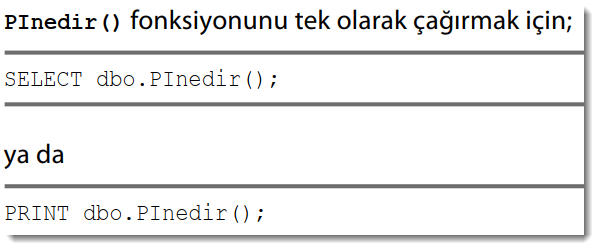 PInedir() fonksiyonunu tek olarak çağırmak için;
SELECT dbo.PInedir();
ya da
PRINT dbo.PInedir();